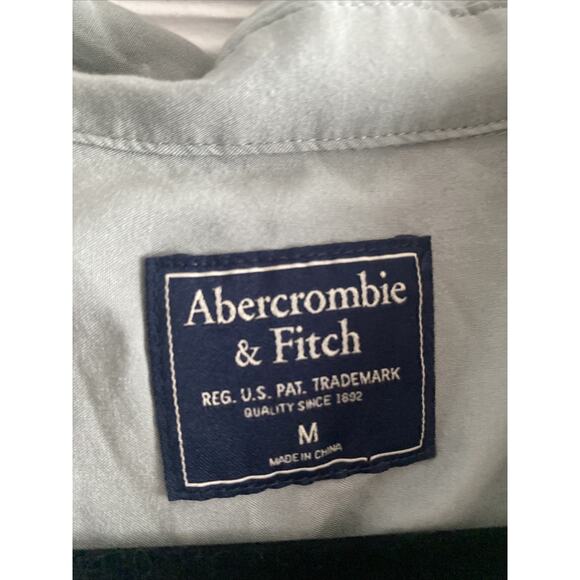 Abercrombie
& Fitch
REG. U.S. PAT. TRADEMARK
QUALITY SINCE 1892
M
MADE IN CHINA